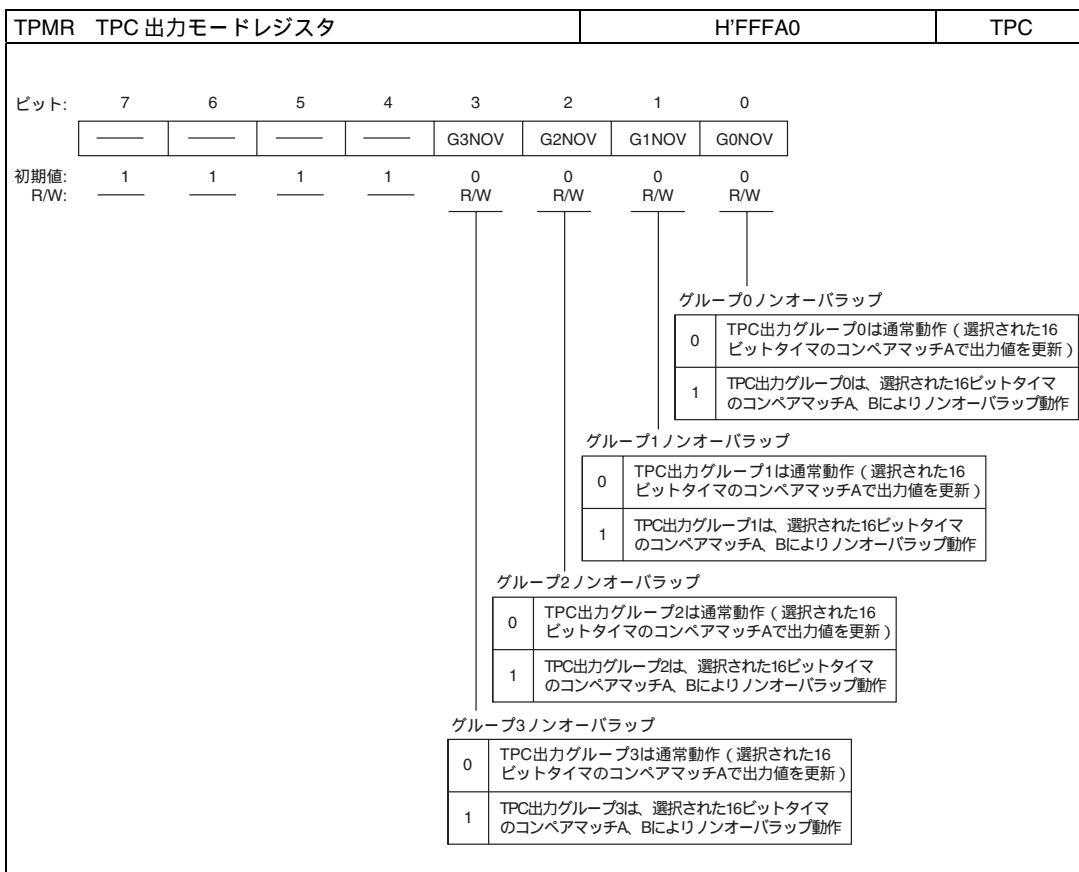 TPMR TPC 出力モードレジスタ H'FFFA0 TPC
ビット: 7 6 5 4 3 2 1 0
G3NOV G2NOV G1NOV G0NOV
初期値: 1 1 1 1 0 0 0 0
R/W: R/W R/W R/W R/W
グループ0ノンオーバラップ
0 TPC出力グループ0は通常動作(選択された16
ビットタイマのコンペアマッチAで出力値を更新)
1 TPC出力グループ0は、選択された16ビットタイマ
のコンペアマッチA、Bによりノンオーバラップ動作
グループ1ノンオーバラップ
0 TPC出力グループ1は通常動作(選択された16
ビットタイマのコンペアマッチAで出力値を更新)
1 TPC出力グループ1は、選択された16ビットタイマ
のコンペアマッチA、Bによりノンオーバラップ動作
グループ2ノンオーバラップ
0 TPC出力グループ2は通常動作(選択された16
ビットタイマのコンペアマッチAで出力値を更新)
1 TPC出力グループ2は、選択された16ビットタイマ
のコンペアマッチA、Bによりノンオーバラップ動作
グループ3ノンオーバラップ
0 TPC出力グループ3は通常動作(選択された16
ビットタイマのコンペアマッチAで出力値を更新)
1 TPC出力グループ3は、選択された16ビットタイマ
のコンペアマッチA、Bによりノンオーバラップ動作